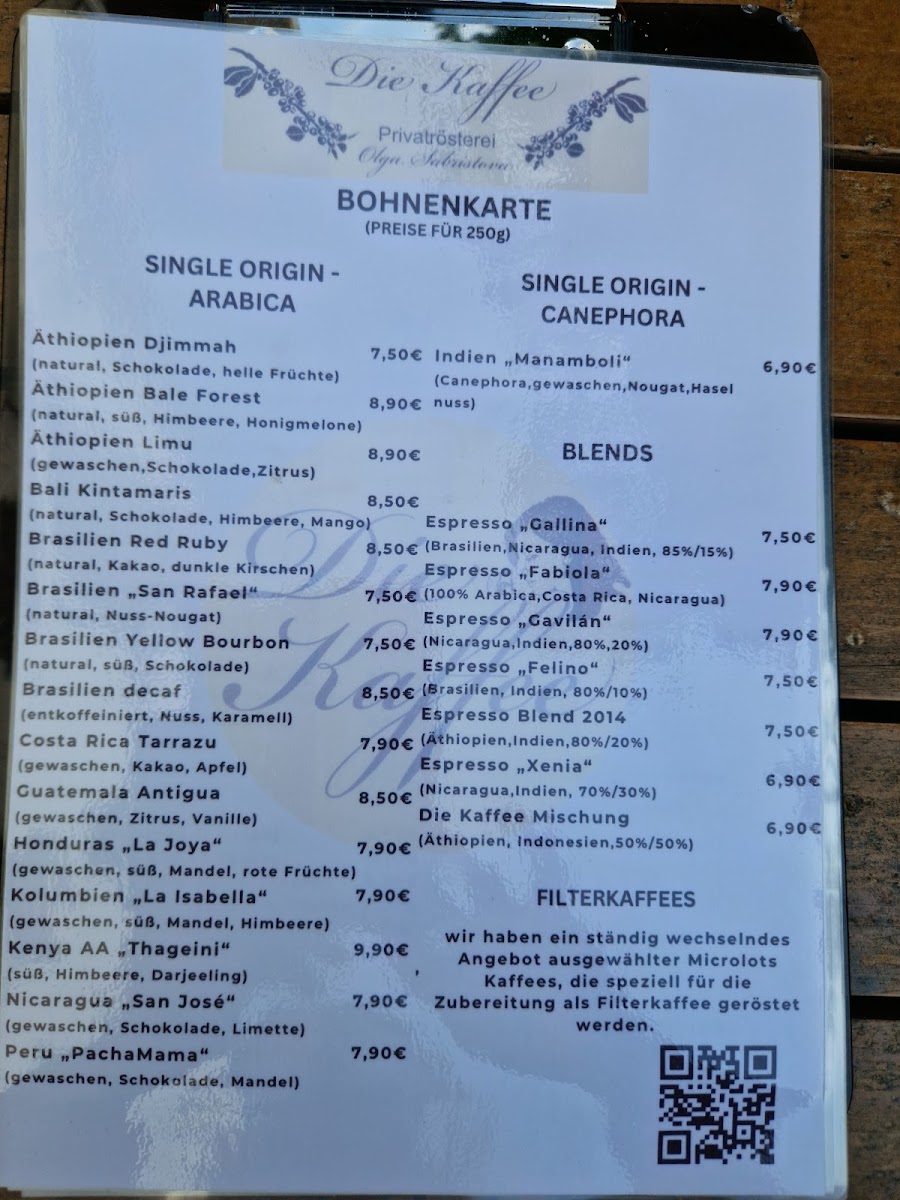 Die Kaffee
Privatrösterei
Olga Sabristova
BOHNENKARTE
(PREISE FÜR 250g)
SINGLE ORIGIN -
ARABICA
Äthiopien Djimmah 7,50€
(natural, Schokolade, helle Früchte)
Äthiopien Bale Forest 8,90€
(natural, süß, Himbeere, Honigmelone)
Äthiopien Limu 8,90€
(gewaschen,Schokolade,Zitrus)
Bali Kintamaris 8,50€
(natural, Schokolade, Himbeere, Mango)
Brasilien Red Ruby 8,50€
(natural, Kakao, dunkle Kirschen)
Brasilien „San Rafael“ 7,50€
(natural, Nuss-Nougat)
Brasilien Yellow Bourbon 7,50€
(natural, süß, Schokolade)
Brasilien decaf 8,50€
(entkoffeiniert, Nuss, Karamell)
Costa Rica Tarrazu 7,90€
(gewaschen, Kakao, Apfel)
Guatemala Antigua 8,50€
(gewaschen, Zitrus, Vanille)
Honduras „La Joya“ 7,90€
(gewaschen, süß, Mandel, rote Früchte)
Kolumbien „La Isabella“ 7,90€
(gewaschen, süß, Mandel, Himbeere)
Kenya AA „Thageini“ 9,90€
(süß, Himbeere, Darjeeling)
Nicaragua „San José“ 7,90€
(gewaschen, Schokolade, Limette)
Peru „PachaMama“ 7,90€
(gewaschen, Schokolade, Mandel)
SINGLE ORIGIN -
CANEPHORA
Indien „Manamboli“ 6,90€
(Canephora,gewaschen,Nougat,Hasel
nuss)
BLENDS
Espresso „Gallina“ 7,50€
(Brasilien,Nicaragua, Indien, 85%/15%)
Espresso „Fabiola“ 7,90€
(100% Arabica,Costa Rica, Nicaragua)
Espresso „Gavilán“ 7,90€
(Nicaragua,Indien,80%,20%)
Espresso „Felino“ 7,50€
(Brasilien, Indien, 80%/10%)
Espresso Blend 2014 7,50€
(Äthiopien,Indien,80%/20%)
Espresso „Xenia“ 6,90€
(Nicaragua,Indien, 70%/30%)
Die Kaffee Mischung 6,90€
(Äthiopien, Indonesien,50%/50%)
FILTERKAFFEES
wir haben ein ständig wechselndes
Angebot ausgewählter Microlots
Kaffees, die speziell für die
Zubereitung als Filterkaffee geröstet
werden.
Die
Kaffee